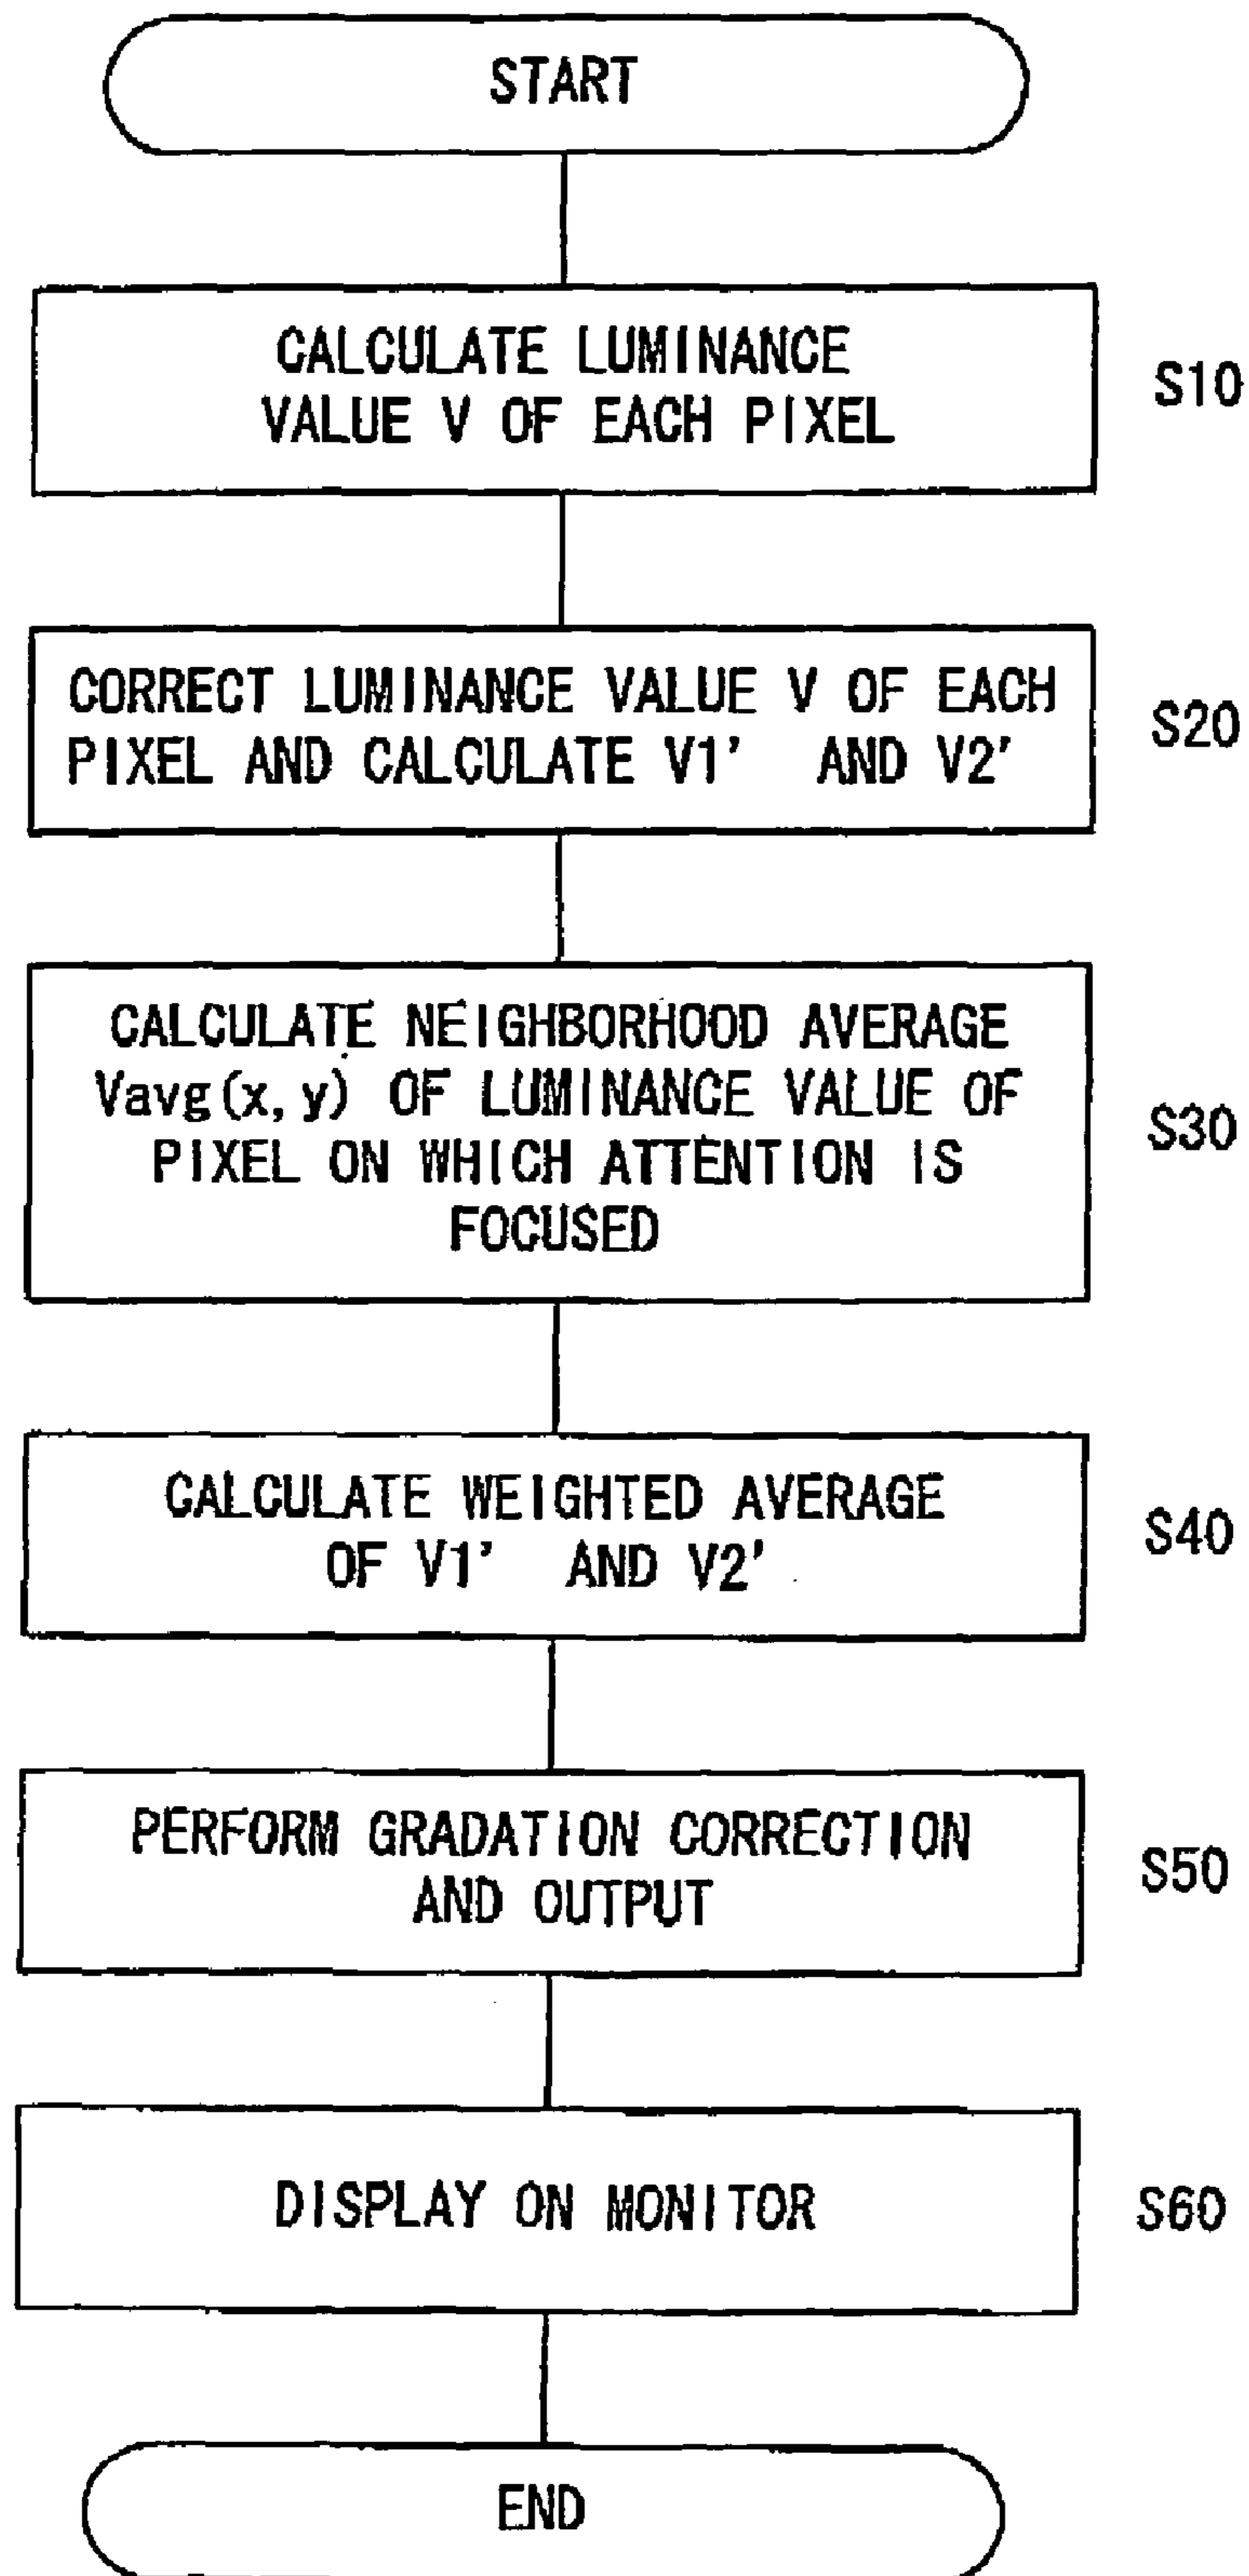 START
CALCULATE LUMINANCE
VALUE V OF EACH PIXEL
S10
CORRECT LUMINANCE VALUE V OF EACH
PIXEL AND CALCULATE V1' AND V2'
S20
CALCULATE NEIGHBORHOOD AVERAGE
Vavg(x, y) OF LUMINANCE VALUE OF
PIXEL ON WHICH ATTENTION IS
FOCUSED
S30
CALCULATE WEIGHTED AVERAGE
OF V1' AND V2'
S40
PERFORM GRADATION CORRECTION
AND OUTPUT
S50
DISPLAY ON MONITOR
S60
END